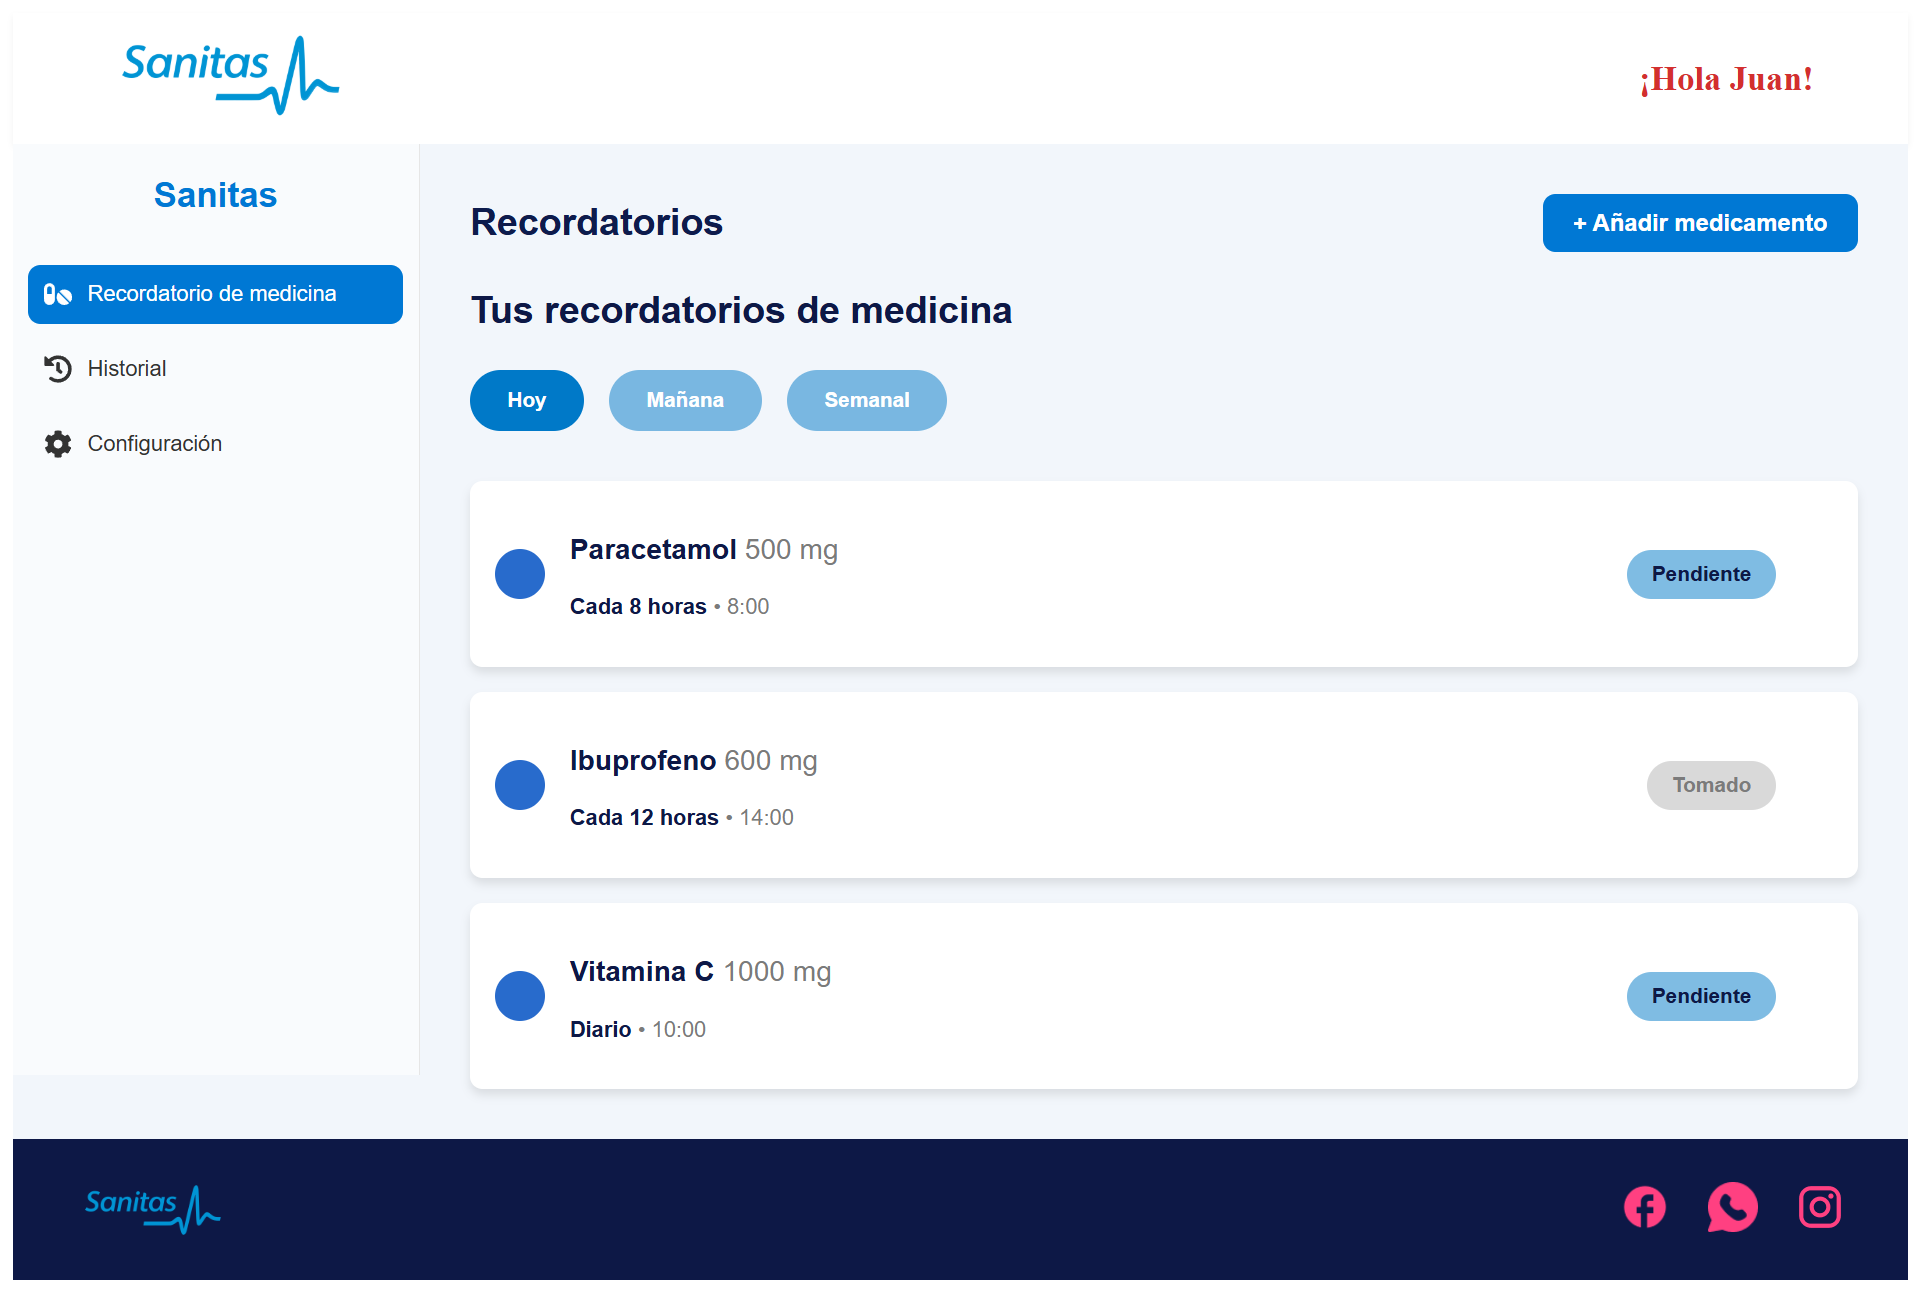 Sanitas
¡Hola Juan!
Sanitas
Recordatorio de medicina
Historial
Configuración
Recordatorios
+ Añadir medicamento
Tus recordatorios de medicina
Hoy
Mañana
Semanal
Paracetamol 500 mg
Cada 8 horas • 8:00
Pendiente
Ibuprofeno 600 mg
Cada 12 horas • 14:00
Tomado
Vitamina C 1000 mg
Diario • 10:00
Pendiente
Sanitas